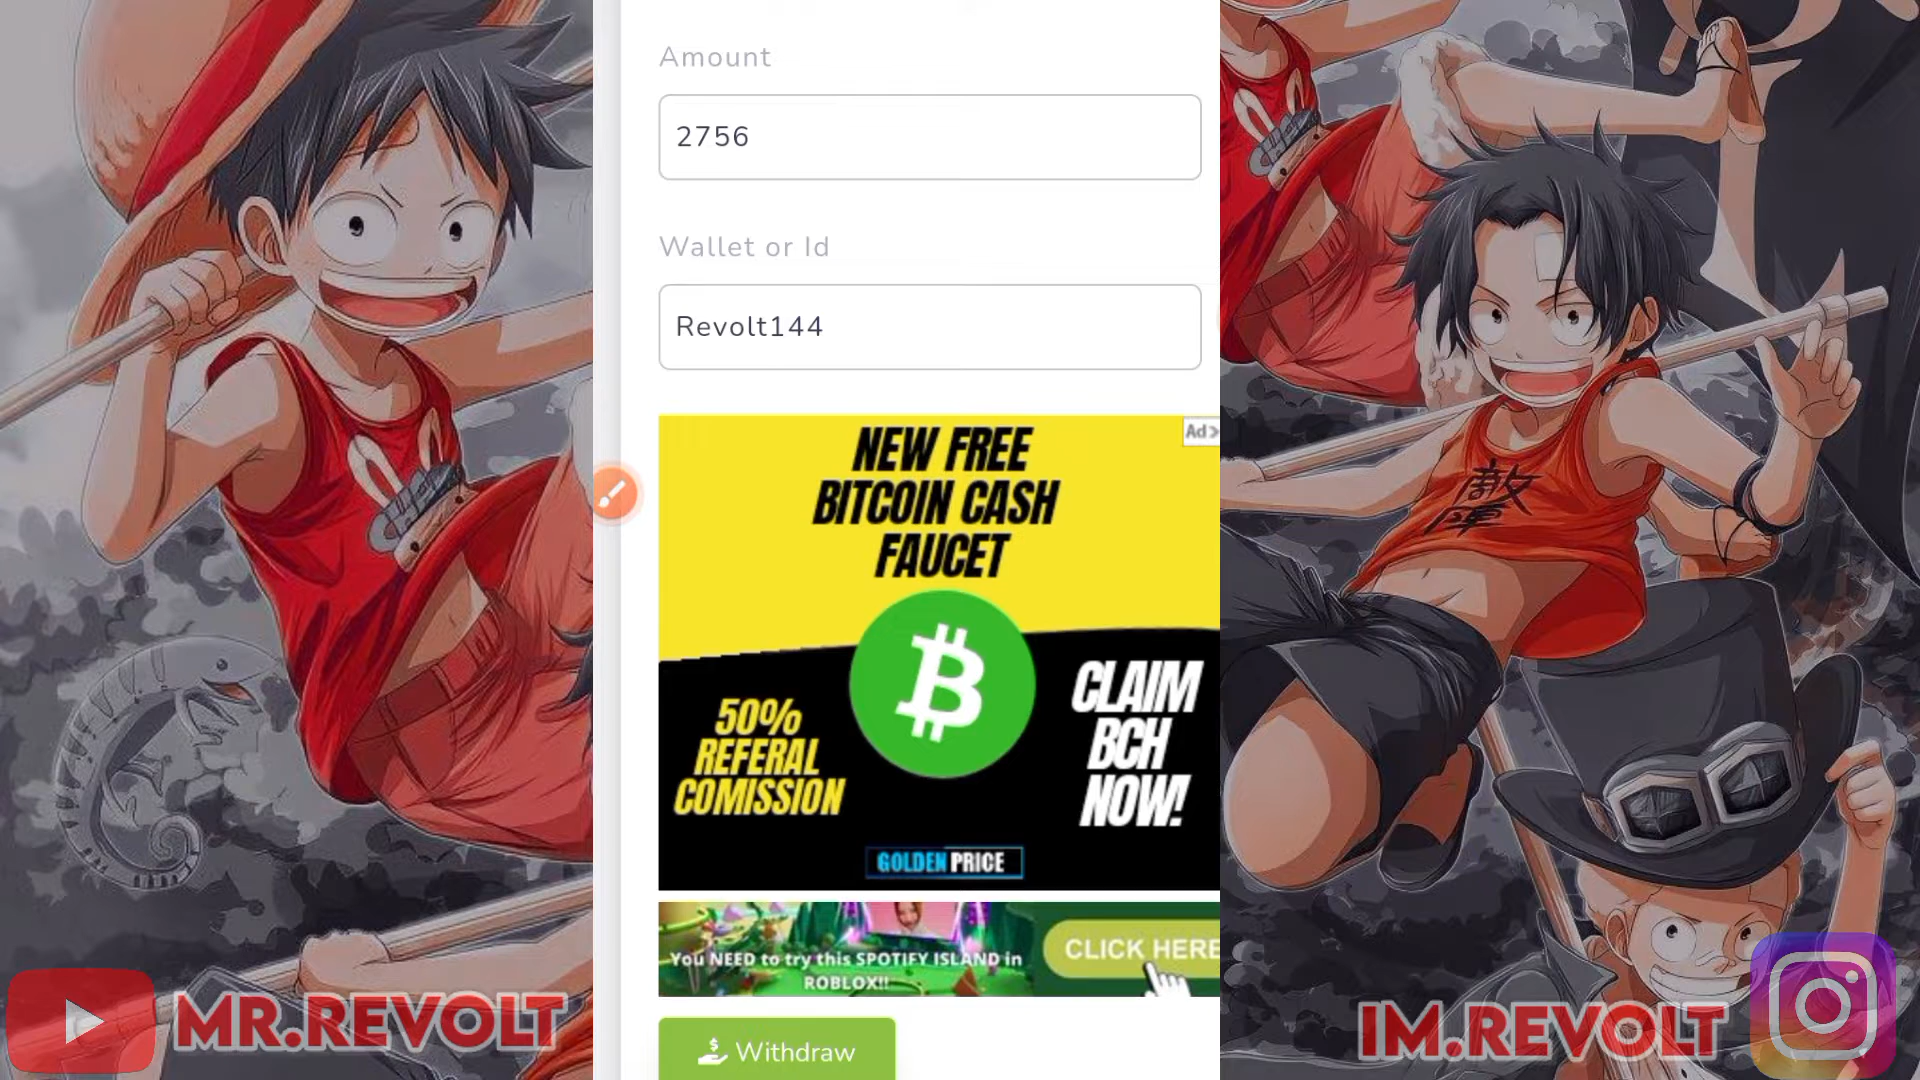 Amount
2756
Wallet or Id
Revolt144
Ad
NEW FREE
BITCOIN CASH
FAUCET
50%
REFERAL
COMISSION
CLAIM
BCH
NOW!
GOLDEN PRICE
You NEED to try this SPOTIFY ISLAND in
ROBLOX!!
CLICK HERE
Withdraw
MR.REVOLT
IM.REVOLT